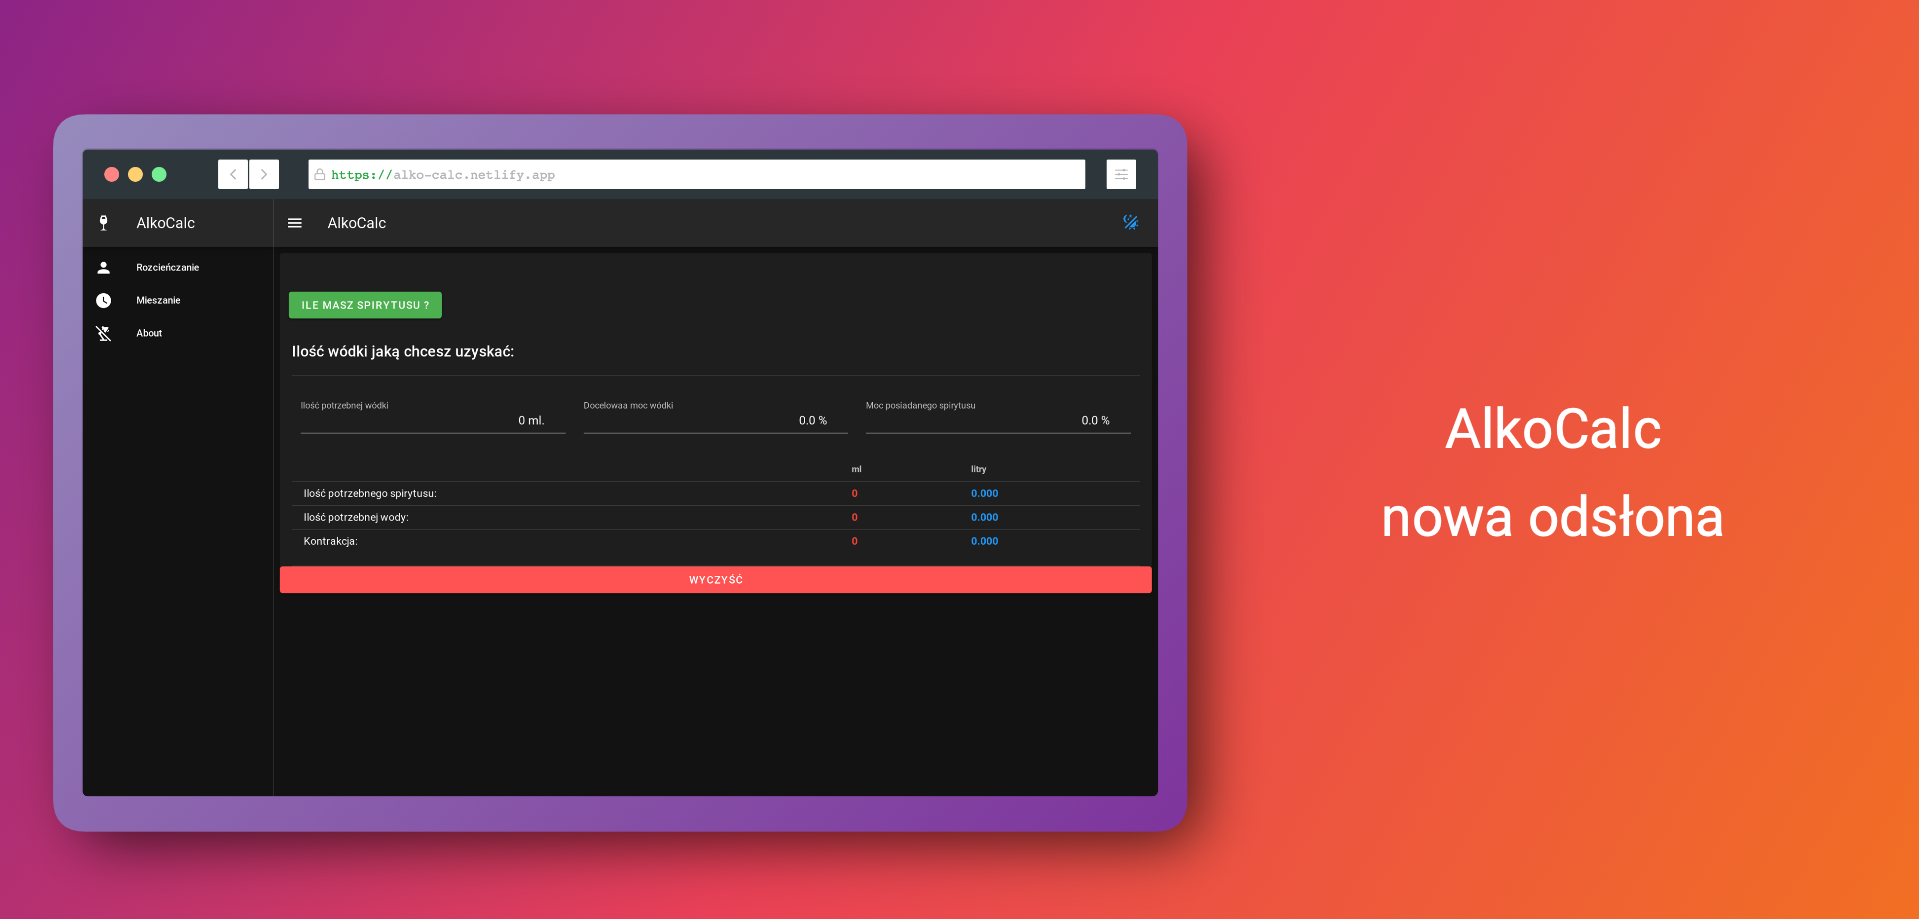 https://alko-calc.netlify.app
AlkoCalc
AlkoCalc
Rozcieńczanie
Mieszanie
About
ILE MASZ SPIRYTUSU ?
Ilość wódki jaką chcesz uzyskać:
Ilość potrzebnej wódki Docelowaa moc wódki Moc posiadanego spirytusu
0 ml. 0.0 % 0.0 %
ml litry
Ilość potrzebnego spirytusu: 0 0.000
Ilość potrzebnej wody: 0 0.000
Kontrakcja: 0 0.000
WYCZYŚĆ
AlkoCalc
nowa odsłona